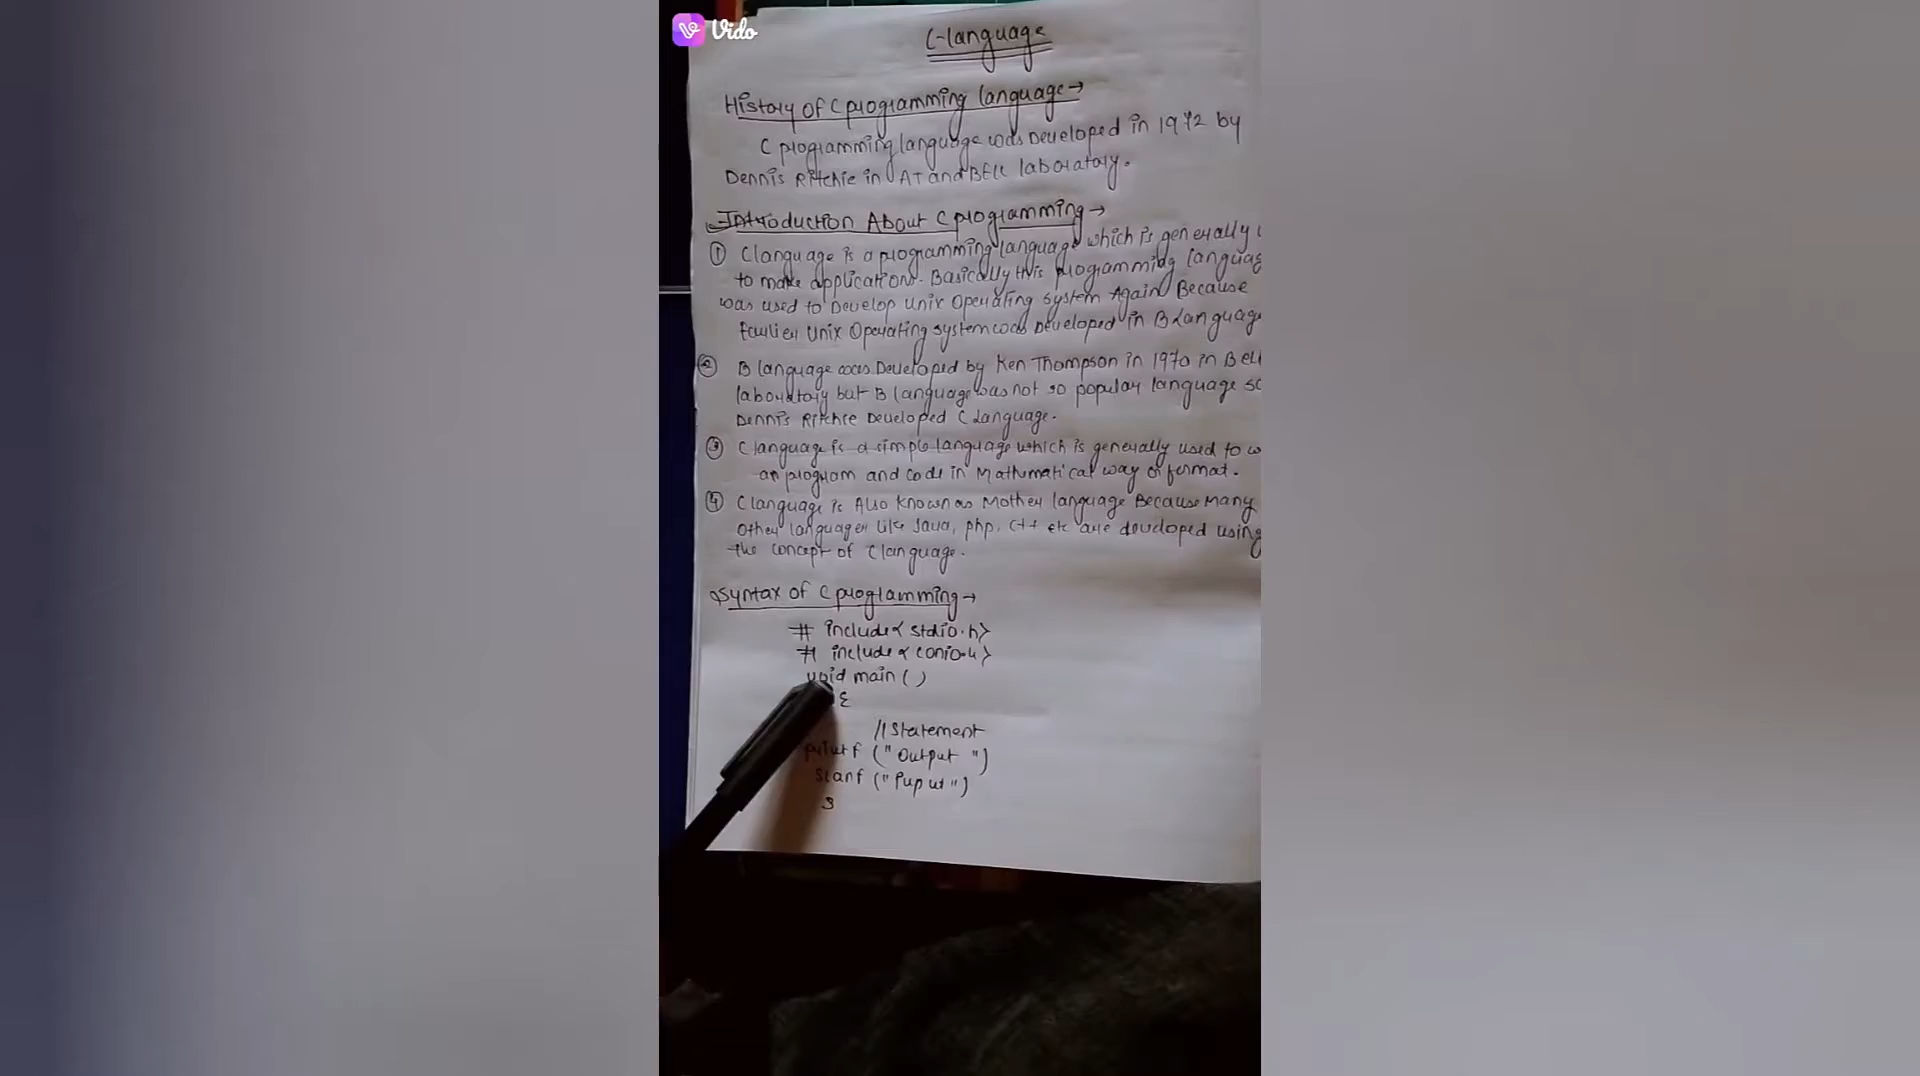 Vido
C-language
History of C programming language→
C programming language was Developed in 1972 by
Dennis Ritchie in AT and BELL laboratory.
Introduction About C programming→
① C language is a programming language which is generally
to make applications. Basically this programming languag
was used to Develop Unix Operating system Again Because
Earlier Unix Operating system was Developed in B Language
② B language was Developed by Ken Thompson in 1970 in Bell
laboratory but B language was not so popular language so
Dennis Ritchie Developed C Language.
③ C language is a simple language which is generally used to w
an program and code in Mathematical way or format.
④ C language is Also known as Mother language Because Many
Other languages like Java, php, C++ etc are developed using
the concept of C language.
Syntax of C programming→
# include<stdio.h>
# include<conio.h>
void main ( )
{
//Statement
printf ("Output ")
scanf ("Input")
}